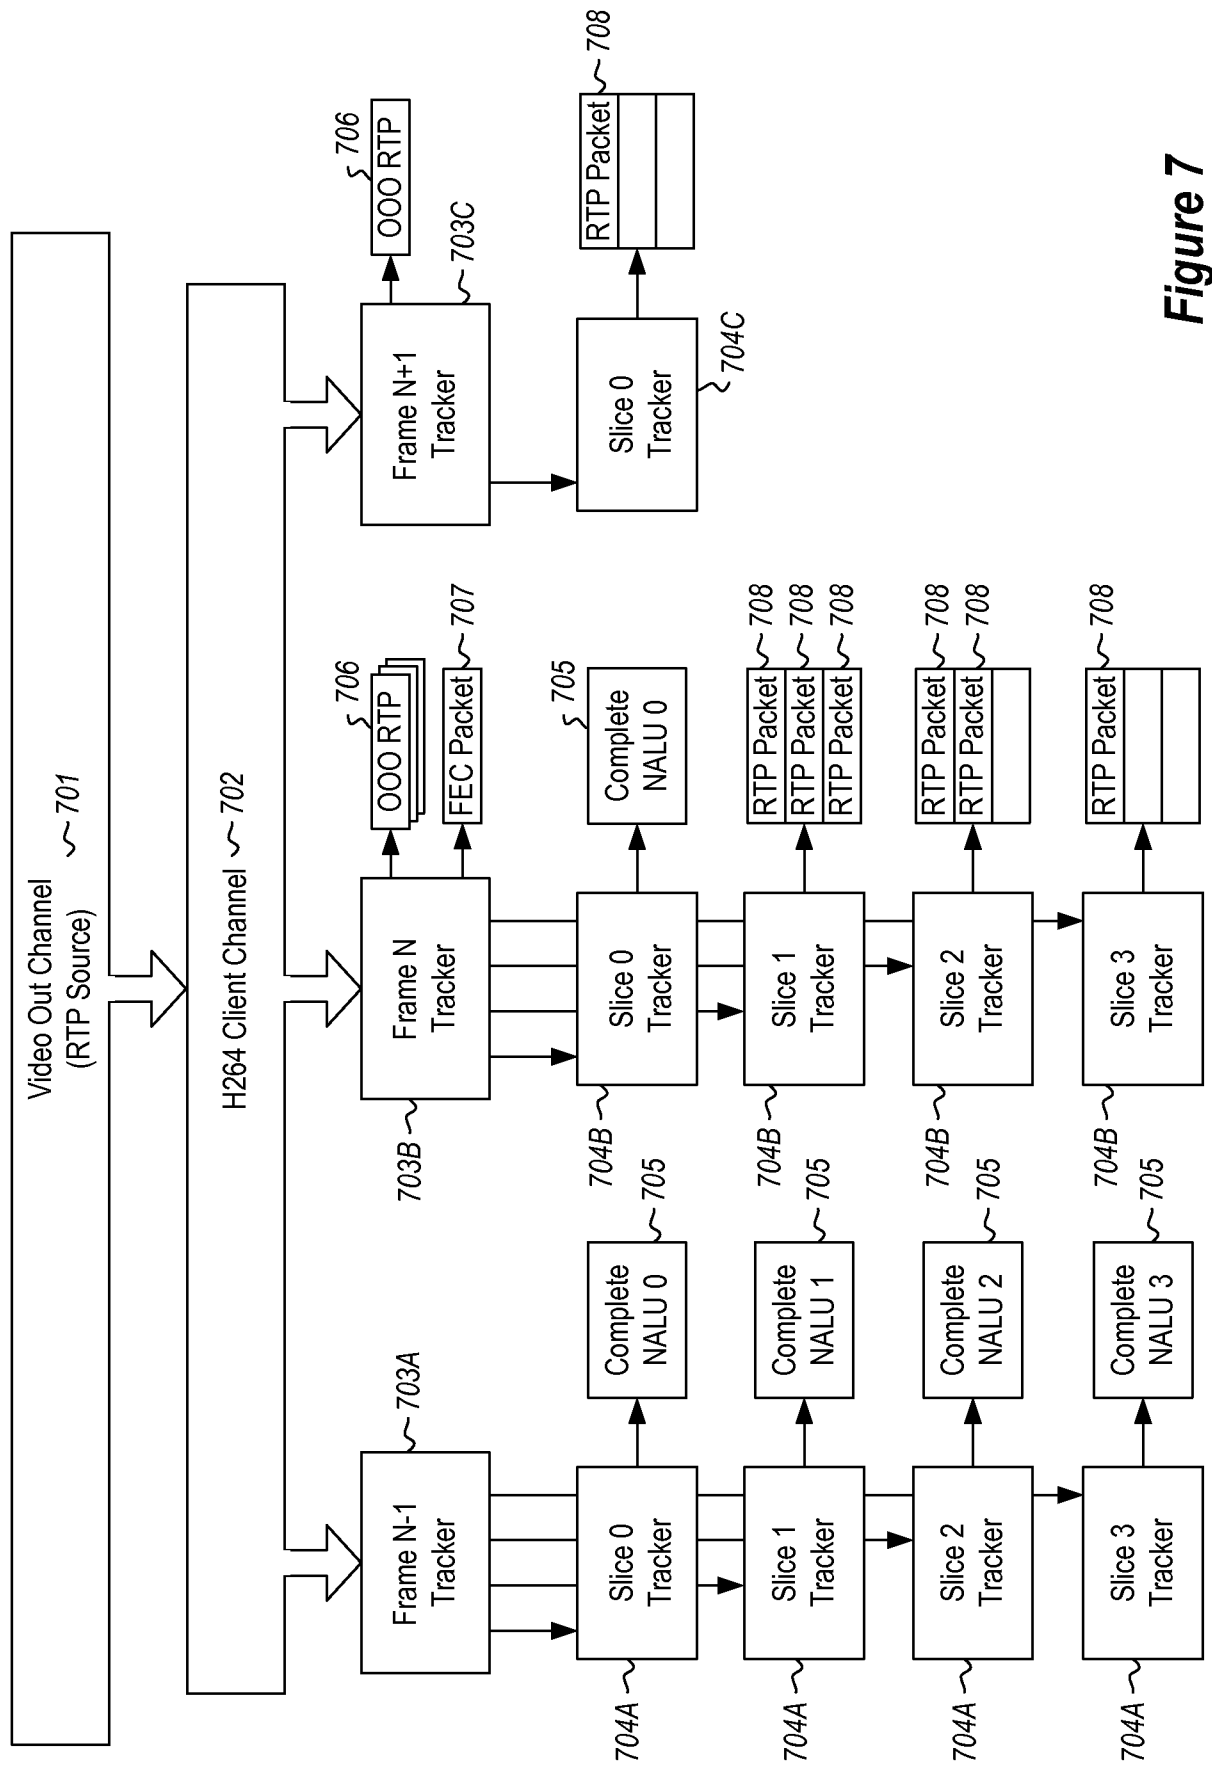 Video Out Channel
(RTP Source)
701
H264 Client Channel
702
Frame N-1
Tracker
703A
Slice 0
Tracker
704A
Complete
NALU 0
705
Slice 1
Tracker
704A
Complete
NALU 1
705
Slice 2
Tracker
704A
Complete
NALU 2
705
Slice 3
Tracker
704A
Complete
NALU 3
705
Frame N
Tracker
703B
OOO RTP
706
FEC Packet
707
Slice 0
Tracker
704B
Complete
NALU 0
705
Slice 1
Tracker
704B
RTP Packet
708
RTP Packet
708
RTP Packet
708
Slice 2
Tracker
704B
RTP Packet
708
RTP Packet
708
Slice 3
Tracker
704B
RTP Packet
708
Frame N+1
Tracker
703C
OOO RTP
706
Slice 0
Tracker
704C
RTP Packet
708
Figure 7